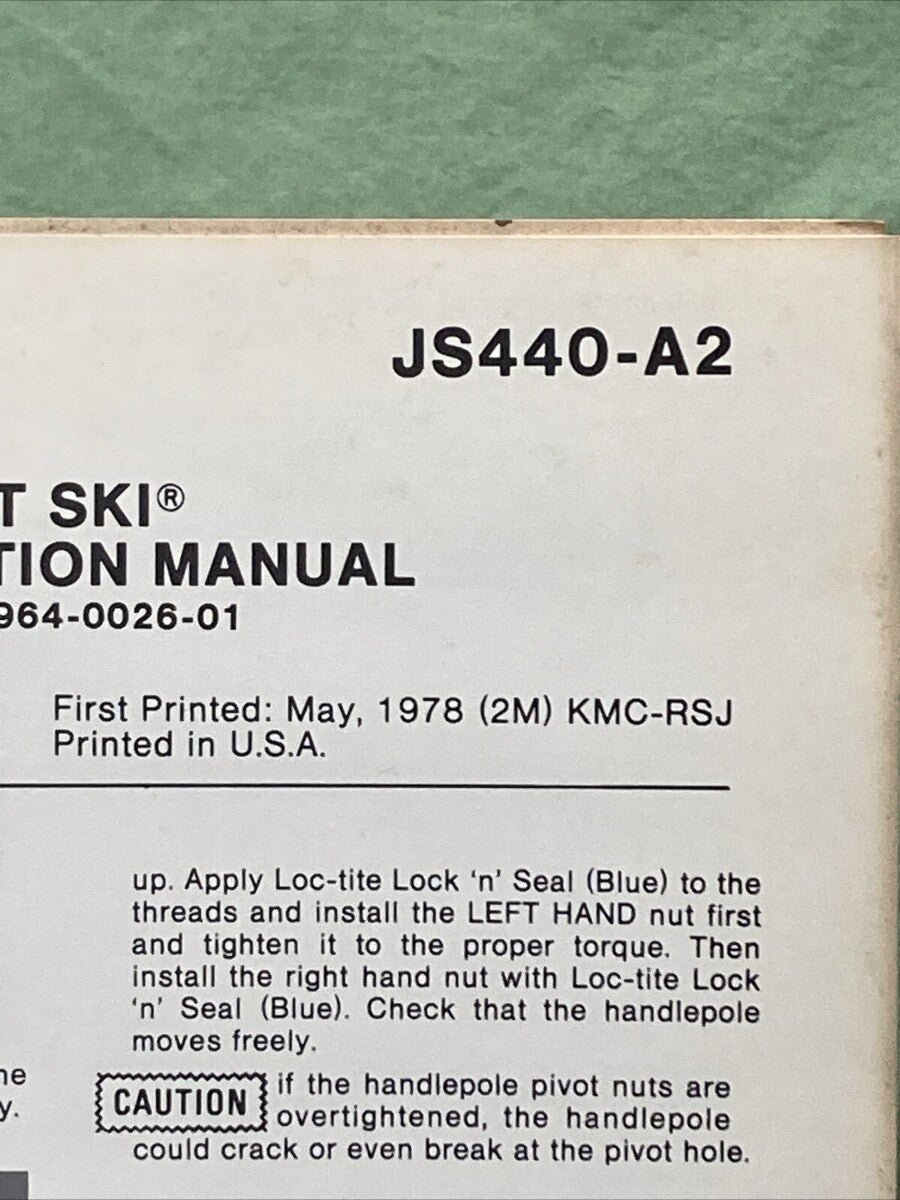 JS440-A2
T SKI®
TION MANUAL
964-0026-01
First Printed: May, 1978 (2M) KMC-RSJ
Printed in U.S.A.
he
y.
up. Apply Loc-tite Lock 'n' Seal (Blue) to the
threads and install the LEFT HAND nut first
and tighten it to the proper torque. Then
install the right hand nut with Loc-tite Lock
'n' Seal (Blue). Check that the handlepole
moves freely.
CAUTION if the handlepole pivot nuts are
overtightened, the handlepole
could crack or even break at the pivot hole.